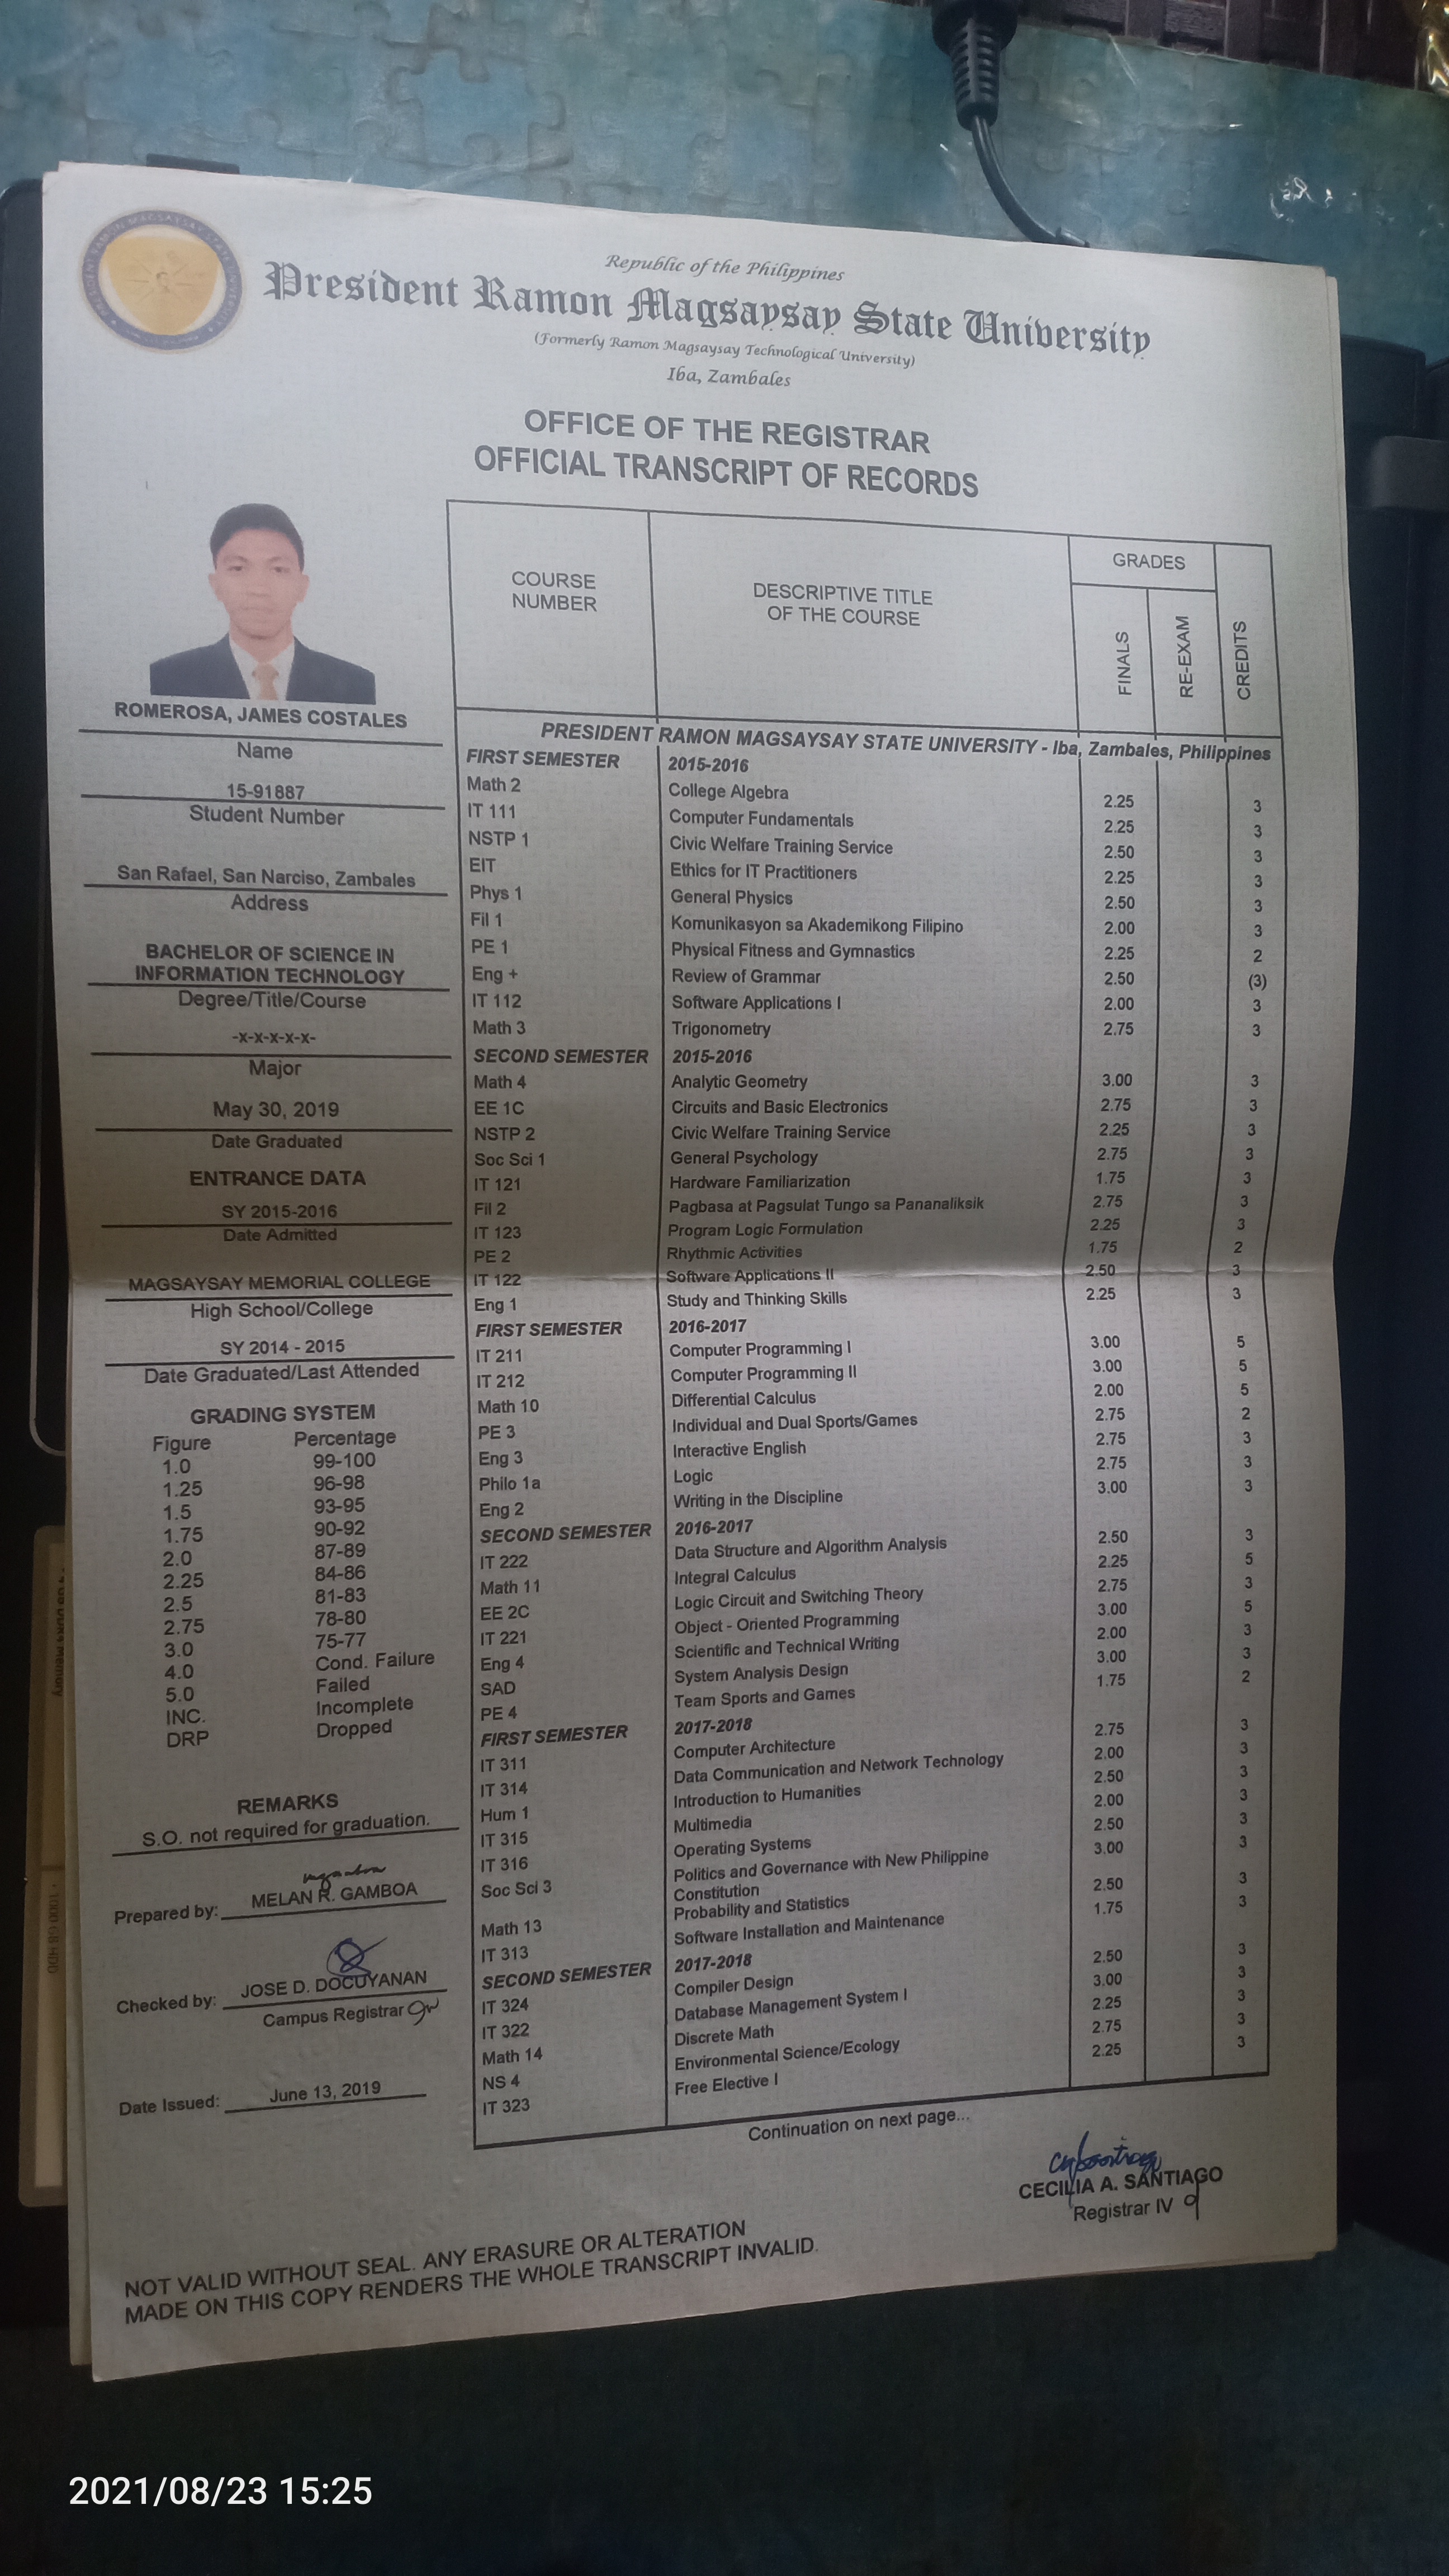 Republic of the Philippines
President Ramon Magsaysay State University
(Formerly Ramon Magsaysay Technological University)
Iba, Zambales
OFFICE OF THE REGISTRAR
OFFICIAL TRANSCRIPT OF RECORDS
ROMEROSA, JAMES COSTALES
Name
15-91887
Student Number
San Rafael, San Narciso, Zambales
Address
BACHELOR OF SCIENCE IN
INFORMATION TECHNOLOGY
Degree/Title/Course
-x-x-x-x-x-
Major
May 30, 2019
Date Graduated
ENTRANCE DATA
SY 2015-2016
Date Admitted
MAGSAYSAY MEMORIAL COLLEGE
High School/College
SY 2014 - 2015
Date Graduated/Last Attended
GRADING SYSTEM
Figure Percentage
1.0 99-100
1.25 96-98
1.5 93-95
1.75 90-92
2.0 87-89
2.25 84-86
2.5 81-83
2.75 78-80
3.0 75-77
4.0 Cond. Failure
5.0 Failed
INC. Incomplete
DRP Dropped
REMARKS
S.O. not required for graduation.
Prepared by: MELAN R. GAMBOA
Checked by: JOSE D. DOCUYANAN
Campus Registrar
Date Issued: June 13, 2019
COURSE NUMBER
DESCRIPTIVE TITLE OF THE COURSE
GRADES
FINALS
RE-EXAM
CREDITS
PRESIDENT RAMON MAGSAYSAY STATE UNIVERSITY - Iba, Zambales, Philippines
FIRST SEMESTER 2015-2016
Math 2 College Algebra 2.25 3
IT 111 Computer Fundamentals 2.25 3
NSTP 1 Civic Welfare Training Service 2.50 3
EIT Ethics for IT Practitioners 2.25 3
Phys 1 General Physics 2.50 3
Fil 1 Komunikasyon sa Akademikong Filipino 2.00 3
PE 1 Physical Fitness and Gymnastics 2.25 2
Eng + Review of Grammar 2.50 (3)
IT 112 Software Applications I 2.00 3
Math 3 Trigonometry 2.75 3
SECOND SEMESTER 2015-2016
Math 4 Analytic Geometry 3.00 3
EE 1C Circuits and Basic Electronics 2.75 3
NSTP 2 Civic Welfare Training Service 2.25 3
Soc Sci 1 General Psychology 2.75 3
IT 121 Hardware Familiarization 1.75 3
Fil 2 Pagbasa at Pagsulat Tungo sa Pananaliksik 2.75 3
IT 123 Program Logic Formulation 2.25 3
PE 2 Rhythmic Activities 1.75 2
IT 122 Software Applications II 2.50 3
Eng 1 Study and Thinking Skills 2.25 3
FIRST SEMESTER 2016-2017
IT 211 Computer Programming I 3.00 5
IT 212 Computer Programming II 3.00 5
Math 10 Differential Calculus 2.00 5
PE 3 Individual and Dual Sports/Games 2.75 2
Eng 3 Interactive English 2.75 3
Philo 1a Logic 2.75 3
Eng 2 Writing in the Discipline 3.00 3
SECOND SEMESTER 2016-2017
IT 222 Data Structure and Algorithm Analysis 2.50 3
Math 11 Integral Calculus 2.25 5
EE 2C Logic Circuit and Switching Theory 2.75 3
IT 221 Object - Oriented Programming 3.00 5
Eng 4 Scientific and Technical Writing 2.00 3
SAD System Analysis Design 3.00 3
PE 4 Team Sports and Games 1.75 2
FIRST SEMESTER 2017-2018
IT 311 Computer Architecture 2.75 3
IT 314 Data Communication and Network Technology 2.00 3
Hum 1 Introduction to Humanities 2.50 3
IT 315 Multimedia 2.00 3
IT 316 Operating Systems 2.50 3
Soc Sci 3 Politics and Governance with New Philippine 3.00 3
Constitution
Math 13 Probability and Statistics 2.50 3
IT 313 Software Installation and Maintenance 1.75 3
SECOND SEMESTER 2017-2018
IT 324 Compiler Design 2.50 3
IT 322 Database Management System I 3.00 3
Math 14 Discrete Math 2.25 3
NS 4 Environmental Science/Ecology 2.75 3
IT 323 Free Elective I 2.25 3
Continuation on next page...
CECILIA A. SANTIAGO
Registrar IV
NOT VALID WITHOUT SEAL. ANY ERASURE OR ALTERATION
MADE ON THIS COPY RENDERS THE WHOLE TRANSCRIPT INVALID.
2021/08/23 15:25